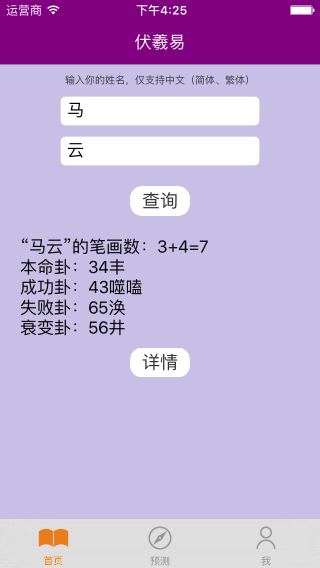 运营商 下午4:25
伏羲易
输入你的姓名，仅支持中文（简体、繁体）
马
云
查询
“马云”的笔画数：3+4=7
本命卦：34丰
成功卦：43噬嗑
失败卦：65涣
衰变卦：56井
详情
首页 预测 我